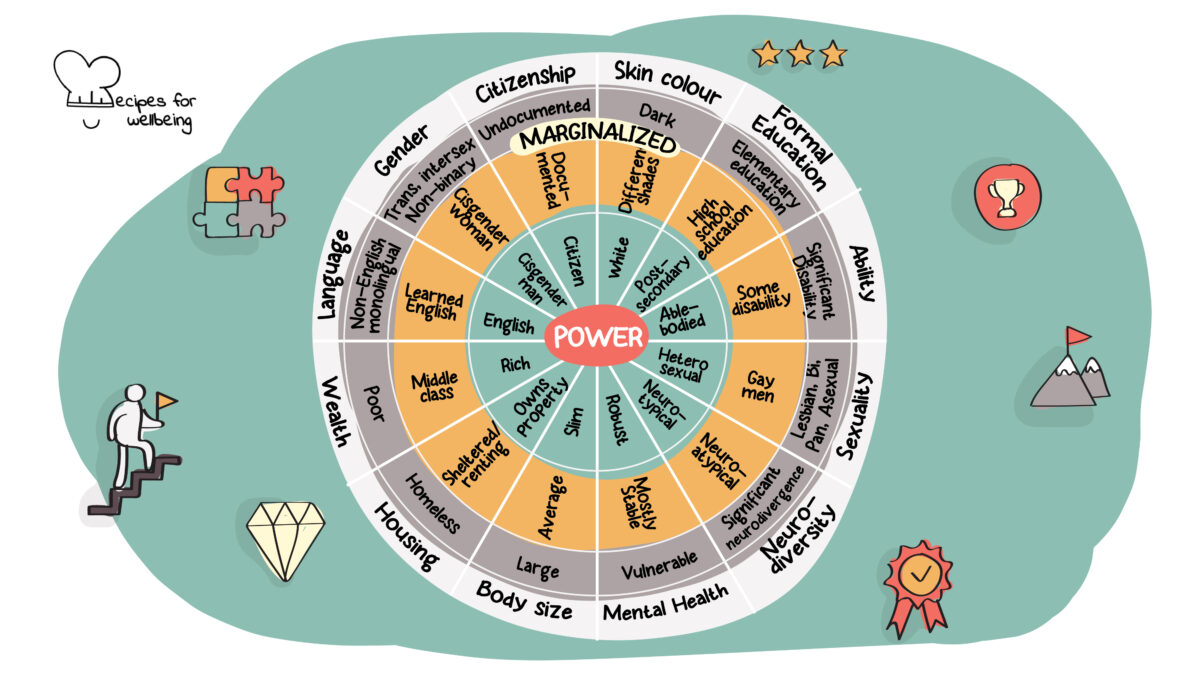 ecipes for
wellbeing
Citizenship
Undocumented
Docu-
mented
Citizen
Skin colour
Dark
Different
shades
white
MARGINALIZED
Formal
Education
Elementary
education
High
school
education
Post-
secondary
Ability
Significant
Disability
Some
disability
Able-
bodied
Sexuality
Lesbian, Bi,
Pan, Asexual
Gay
men
Hetero
sexual
Neuro-
diversity
Significant
neurodivergence
Neuro-
atypical
Neuro-
typical
Mental Health
Vulnerable
Mostly
Stable
Robust
Body size
Large
Average
Slim
Housing
Homeless
Sheltered/
renting
Owns
property
Wealth
Poor
Middle
class
Rich
Language
Non-English
monolingual
Learned
English
English
Gender
Trans, intersex
Non-binary
Cisgender
woman
Cisgender
man
POWER